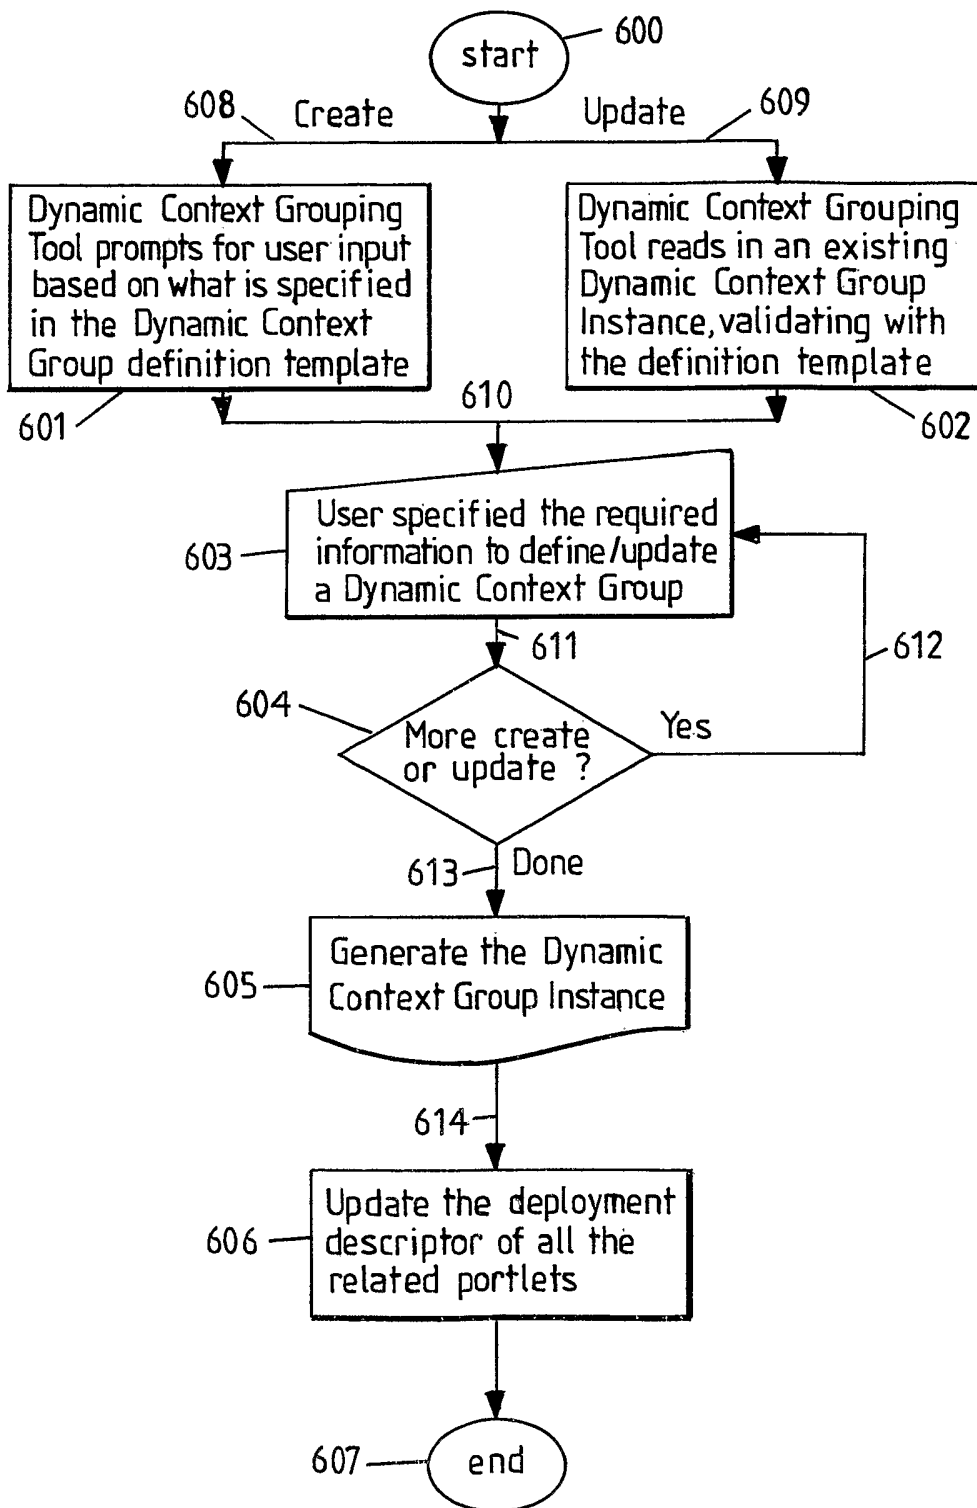 start
600
608
Create
Update
609
Dynamic Context Grouping
Tool prompts for user input
based on what is specified
in the Dynamic Context
Group definition template
Dynamic Context Grouping
Tool reads in an existing
Dynamic Context Group
Instance, validating with
the definition template
601
610
602
603
User specified the required
information to define/update
a Dynamic Context Group
611
612
604
More create
or update ?
Yes
613
Done
605
Generate the Dynamic
Context Group Instance
614
606
Update the deployment
descriptor of all the
related portlets
607
end